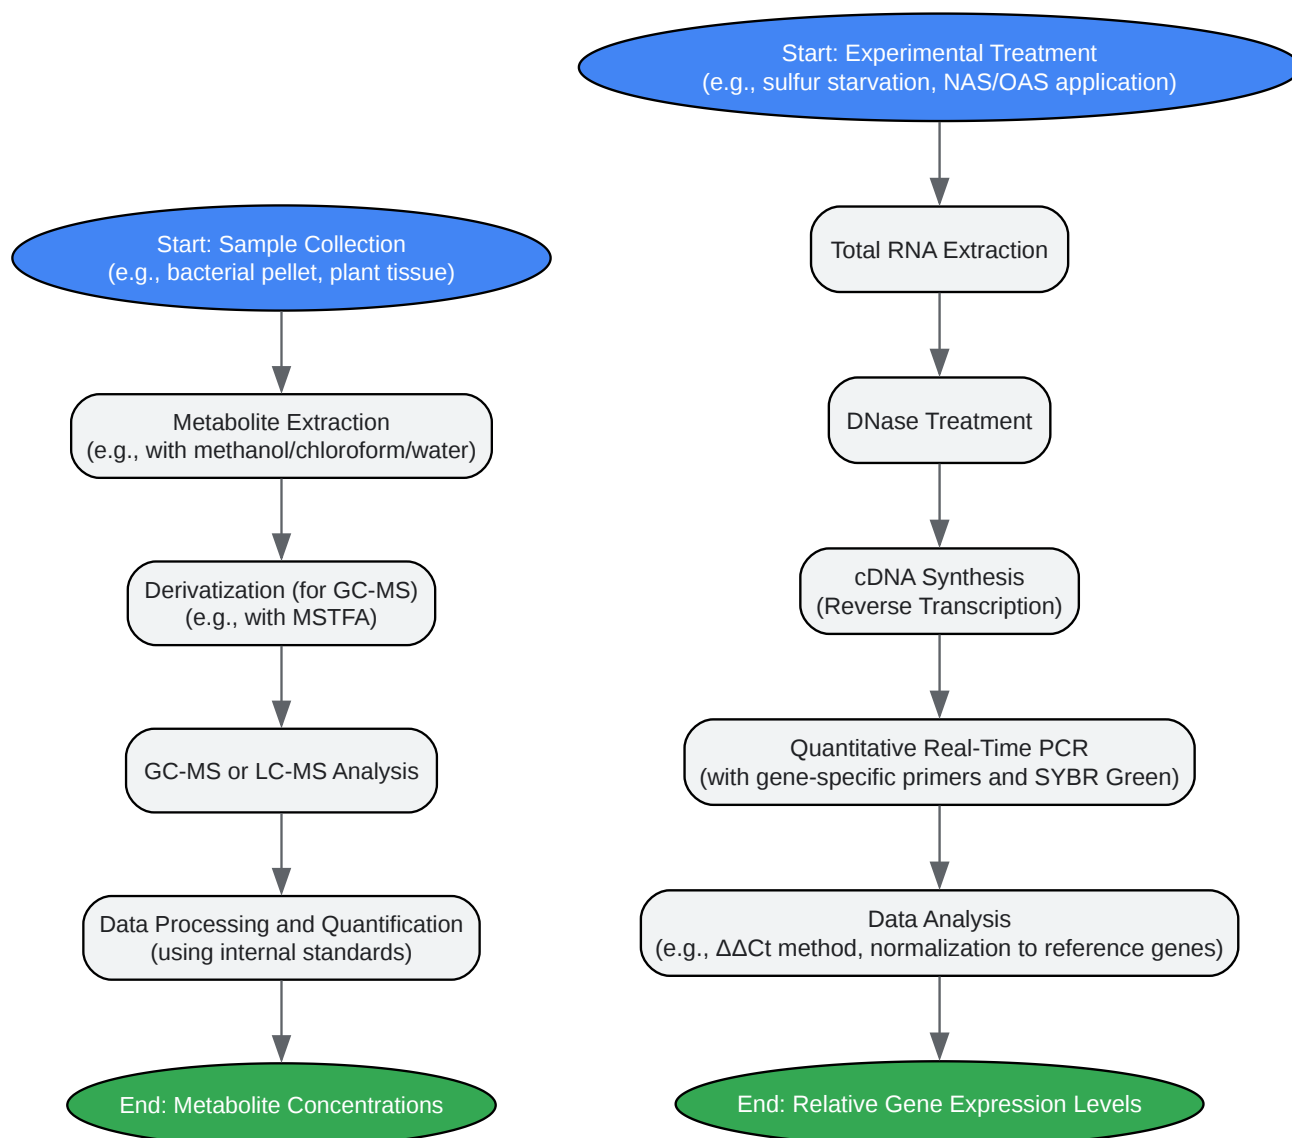 Start: Sample Collection
(e.g., bacterial pellet, plant tissue)
Metabolite Extraction
(e.g., with methanol/chloroform/water)
Derivatization (for GC-MS)
(e.g., with MSTFA)
GC-MS or LC-MS Analysis
Data Processing and Quantification
(using internal standards)
End: Metabolite Concentrations
Start: Experimental Treatment
(e.g., sulfur starvation, NAS/OAS application)
Total RNA Extraction
DNase Treatment
cDNA Synthesis
(Reverse Transcription)
Quantitative Real-Time PCR
(with gene-specific primers and SYBR Green)
Data Analysis
(e.g., ΔΔCt method, normalization to reference genes)
End: Relative Gene Expression Levels